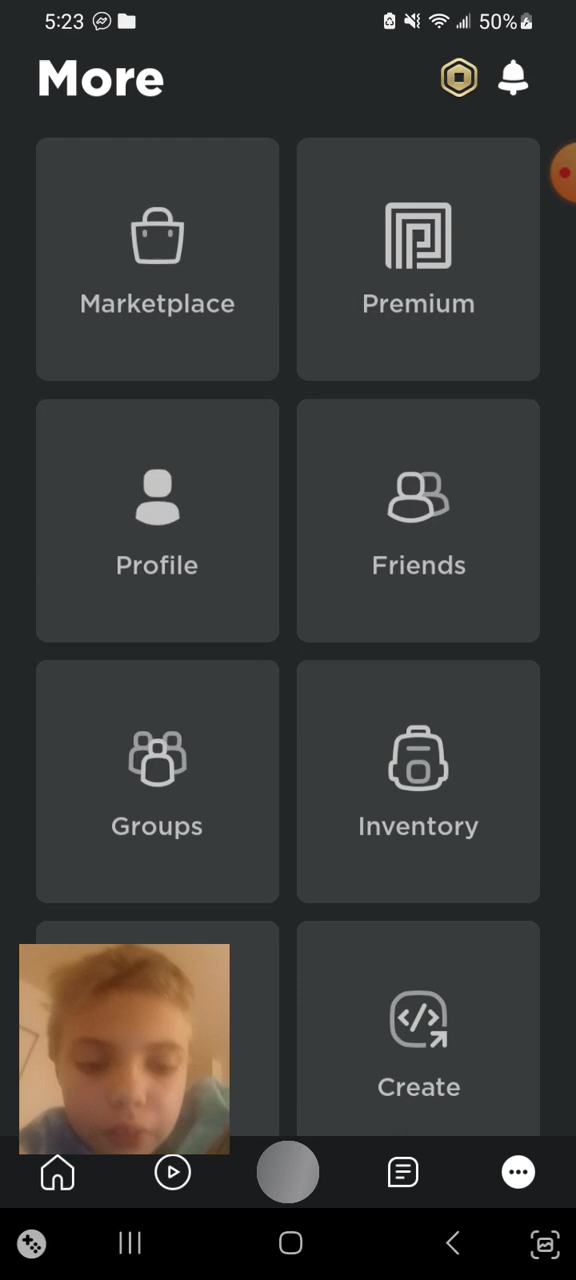 5:23
50%
More
Marketplace
Premium
Profile
Friends
Groups
Inventory
Create